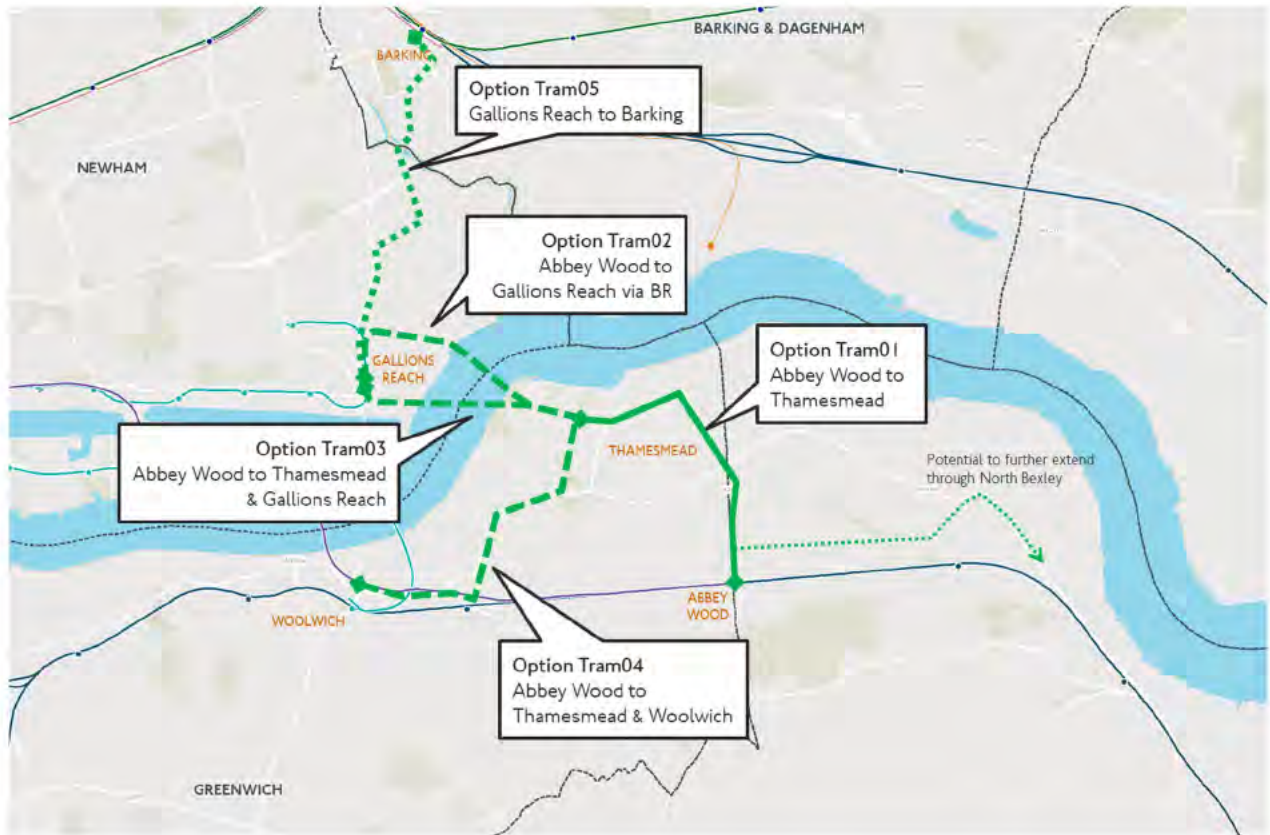 BARKING & DAGENHAM
BARKING
Option Tram05
Gallions Reach to Barking
NEWHAM
Option Tram02
Abbey Wood to
Gallions Reach via BR
GALLIONS
REACH
Option Tram01
Abbey Wood to
Thamesmead
Option Tram03
Abbey Wood to Thamesmead
& Gallions Reach
THAMESMEAD
Potential to further extend
through North Bexley
WOOLWICH
ABBEY
WOOD
Option Tram04
Abbey Wood to
Thamesmead & Woolwich
GREENWICH